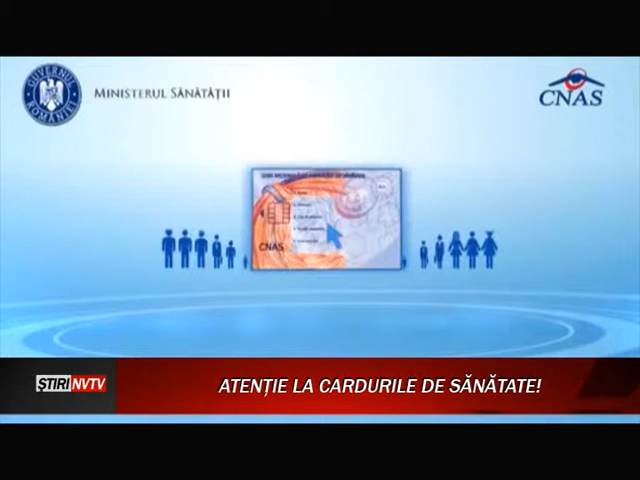 GUVERNUL ROMÂNIEI
MINISTERUL SĂNĂTĂȚII
CNAS
CNAS
ȘTIRI NVTV
ATENȚIE LA CARDURILE DE SĂNĂTATE!